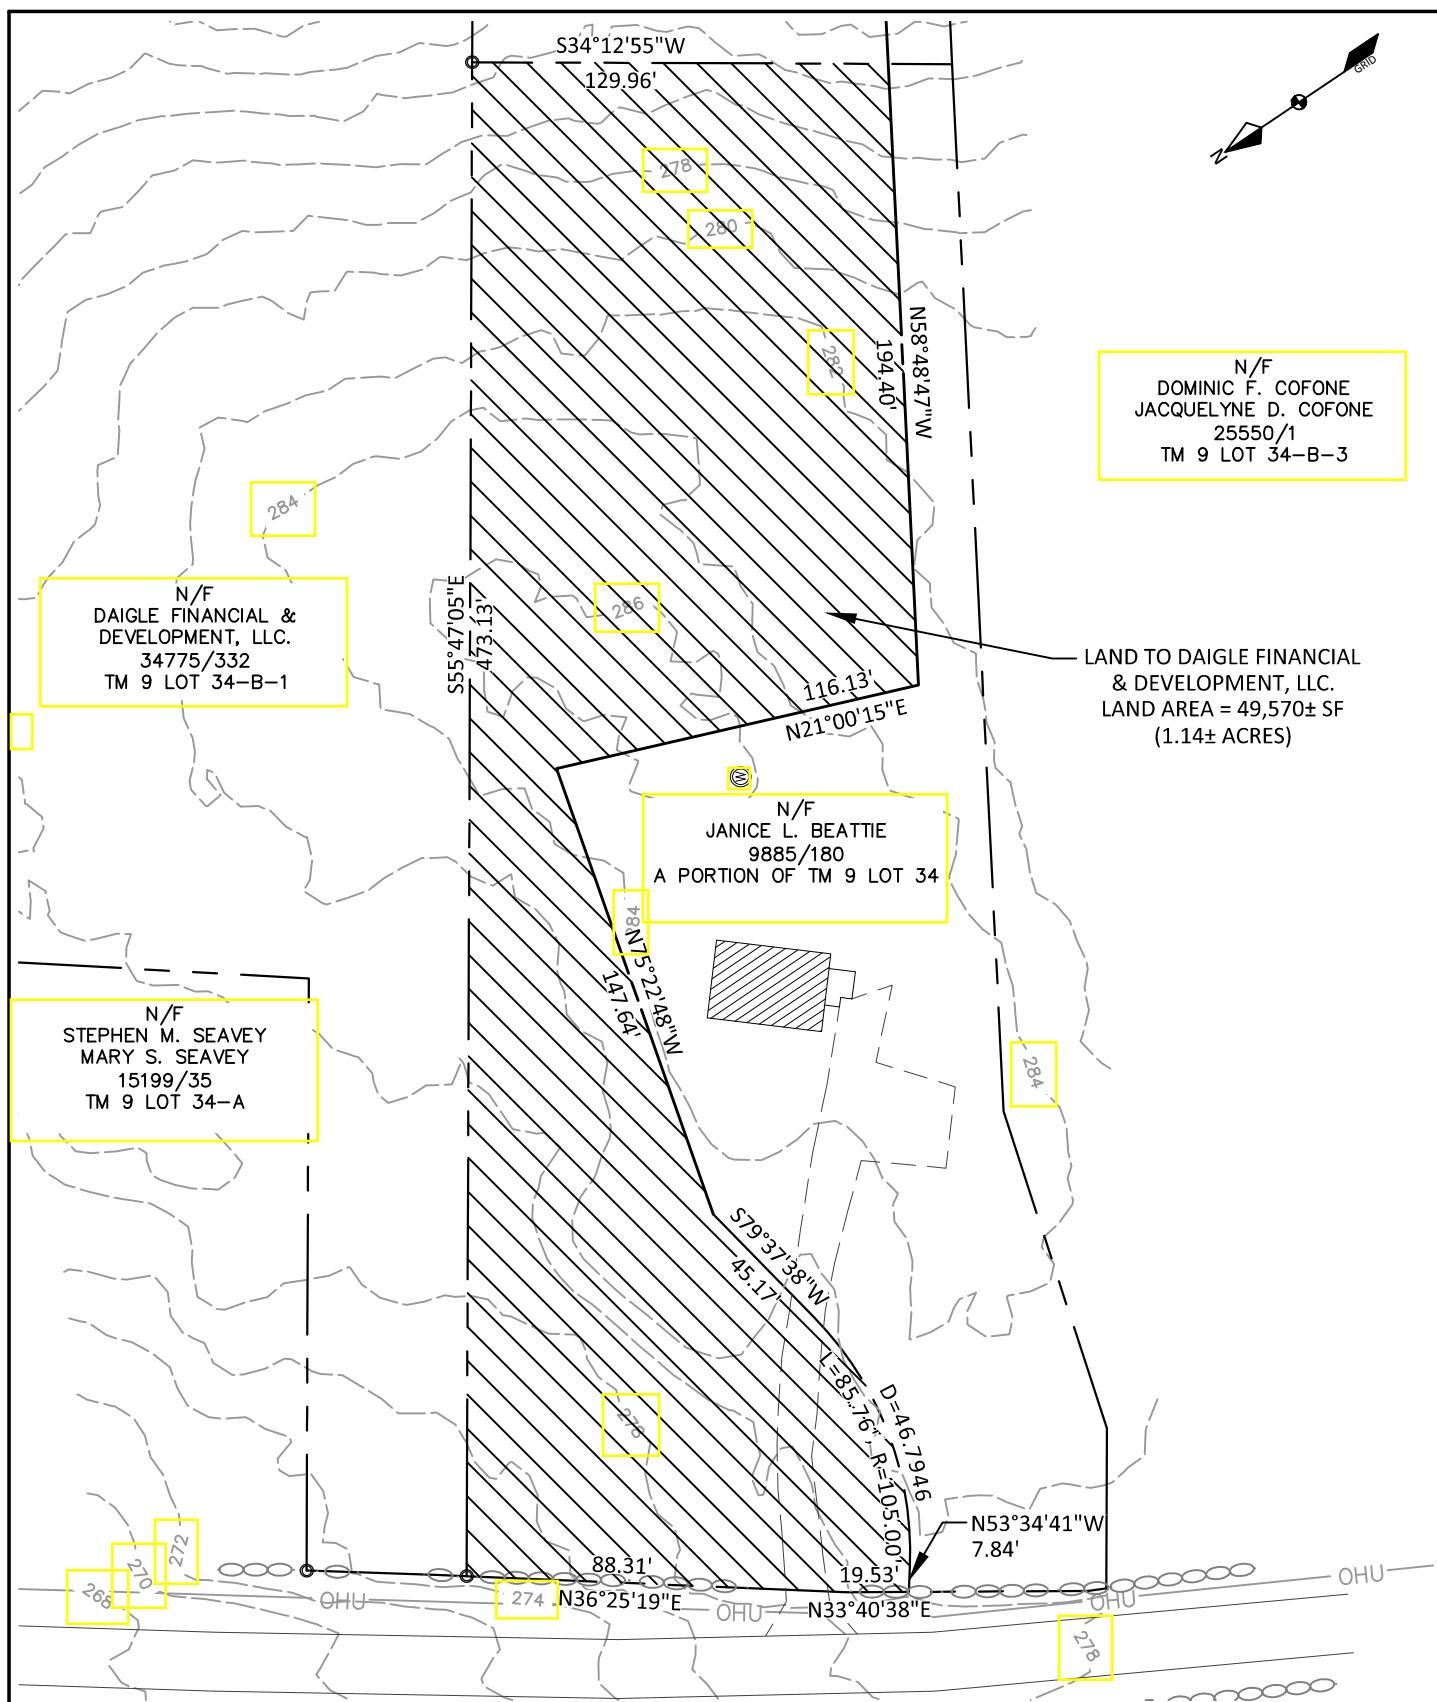 S34°12'55"W
129.96'
GRID
N
278
280
282
N58°48'47"W
194.40'
N/F
DOMINIC F. COFONE
JACQUELYNE D. COFONE
25550/1
TM 9 LOT 34-B-3
284
286
S55°47'05"E
473.13'
N/F
DAIGLE FINANCIAL &
DEVELOPMENT, LLC.
34775/332
TM 9 LOT 34-B-1
LAND TO DAIGLE FINANCIAL
& DEVELOPMENT, LLC.
LAND AREA = 49,570± SF
(1.14± ACRES)
116.13'
N21°00'15"E
W
N/F
JANICE L. BEATTIE
9885/180
A PORTION OF TM 9 LOT 34
284
N75°22'48"W
147.64'
N/F
STEPHEN M. SEAVEY
MARY S. SEAVEY
15199/35
TM 9 LOT 34-A
284
S79°37'38"W
45.17'
D=46.7946
L=85.76', R=105.00'
278
N53°34'41"W
7.84'
272
270
268
88.31'
N36°25'19"E
19.53'
N33°40'38"E
274
OHU
OHU
OHU
OHU
278